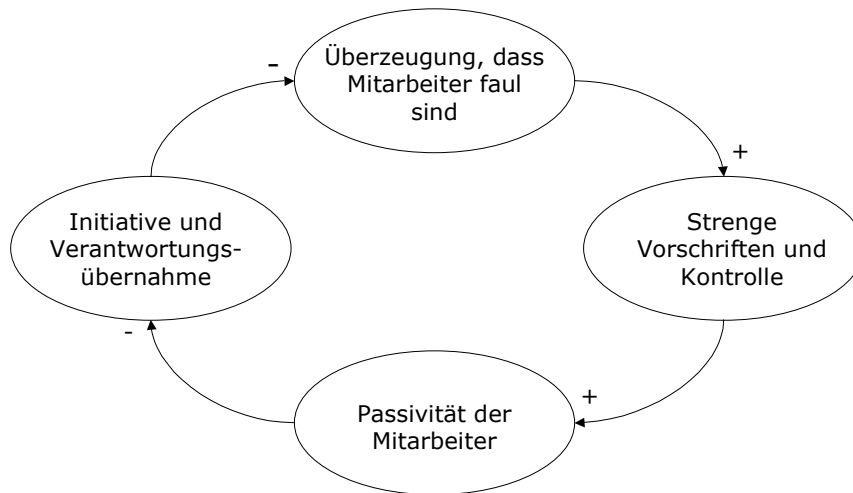 -
Überzeugung, dass
Mitarbeiter faul
sind
+
Initiative und
Verantwortungs-
übernahme
Strenge
Vorschriften und
Kontrolle
-
+
Passivität der
Mitarbeiter